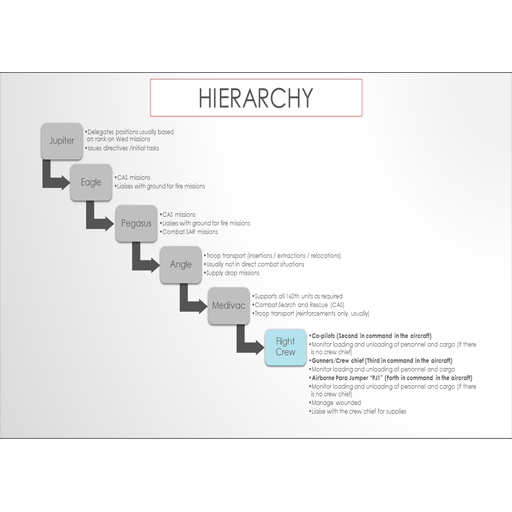 HIERARCHY
Jupiter
•Delegates positions usually based
on rank on Wed missions
•Issues directives /initial tasks
Eagle
•CAS missions
•Liaises with ground for fire missions
Pegasus
•CAS missions
•Liaises with ground for fire missions
•Combat SAR missions
Angle
•Troop transport (insertions / extractions / relocations)
•Usually not in direct combat situations
•Supply drop missions
Medivac
•Supports all 160th units as required
•Combat Search and Rescue (CAS)
•Troop transport (reinforcements only, usually)
Flight
Crew
•Co-pilots (Second in command in the aircraft)
•Monitor loading and unloading of personnel and cargo (if there
is no crew chief)
•Gunners/Crew chief (Third in command in the aircraft)
•Monitor loading and unloading of personnel and cargo
•Airborne Para Jumper "PJ1" (Forth in command in the aircraft)
•Monitor loading and unloading of personnel and cargo (if there
is no crew chief)
•Manage wounded
•Liaise with the crew chief for supplies